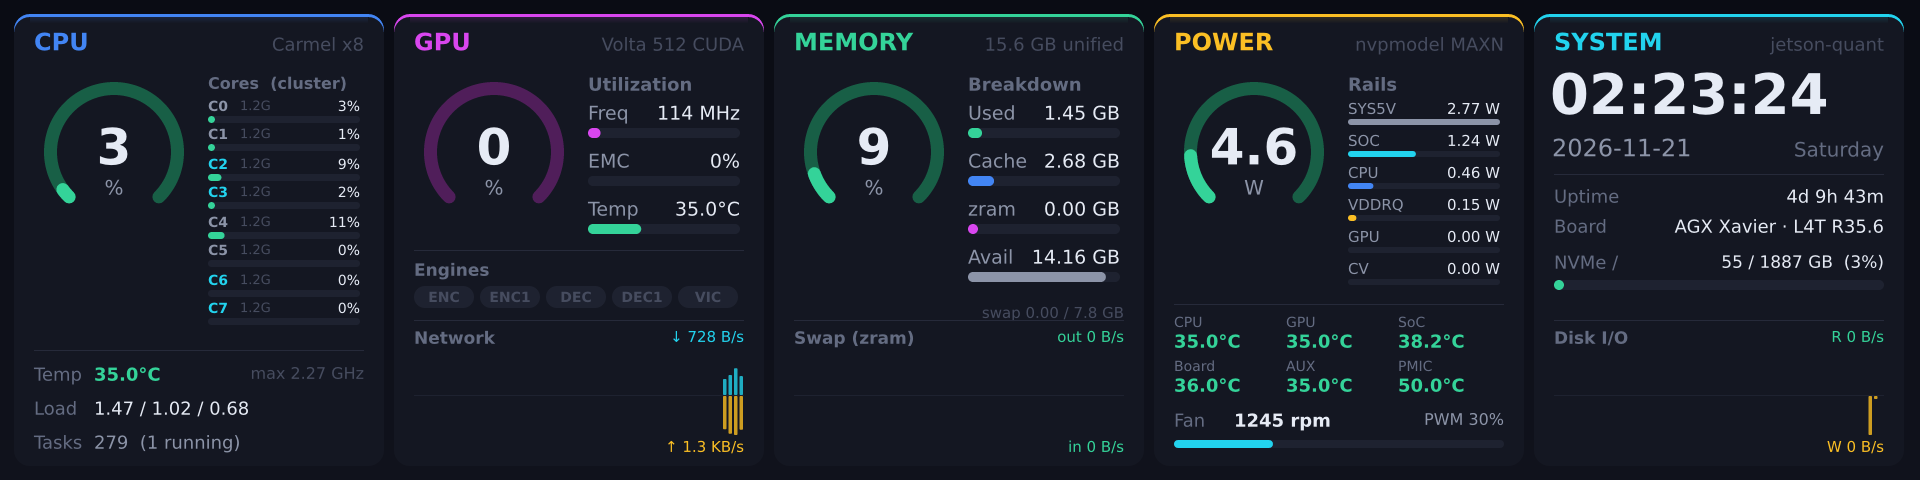 CPU
Carmel x8
3
%
Cores (cluster)
C0 1.2G 3%
C1 1.2G 1%
C2 1.2G 9%
C3 1.2G 2%
C4 1.2G 11%
C5 1.2G 0%
C6 1.2G 0%
C7 1.2G 0%
Temp 35.0°C max 2.27 GHz
Load 1.47 / 1.02 / 0.68
Tasks 279 (1 running)
GPU
Volta 512 CUDA
0
%
Utilization
Freq 114 MHz
EMC 0%
Temp 35.0°C
Engines
ENC ENC1 DEC DEC1 VIC
Network ↓ 728 B/s
↑ 1.3 KB/s
MEMORY
15.6 GB unified
9
%
Breakdown
Used 1.45 GB
Cache 2.68 GB
zram 0.00 GB
Avail 14.16 GB
swap 0.00 / 7.8 GB
Swap (zram) out 0 B/s
in 0 B/s
POWER
nvpmodel MAXN
4.6
W
Rails
SYS5V 2.77 W
SOC 1.24 W
CPU 0.46 W
VDDRQ 0.15 W
GPU 0.00 W
CV 0.00 W
CPU GPU SoC
35.0°C 35.0°C 38.2°C
Board AUX PMIC
36.0°C 35.0°C 50.0°C
Fan 1245 rpm PWM 30%
SYSTEM
jetson-quant
02:23:24
2026-11-21 Saturday
Uptime 4d 9h 43m
Board AGX Xavier · L4T R35.6
NVMe / 55 / 1887 GB (3%)
Disk I/O R 0 B/s
W 0 B/s